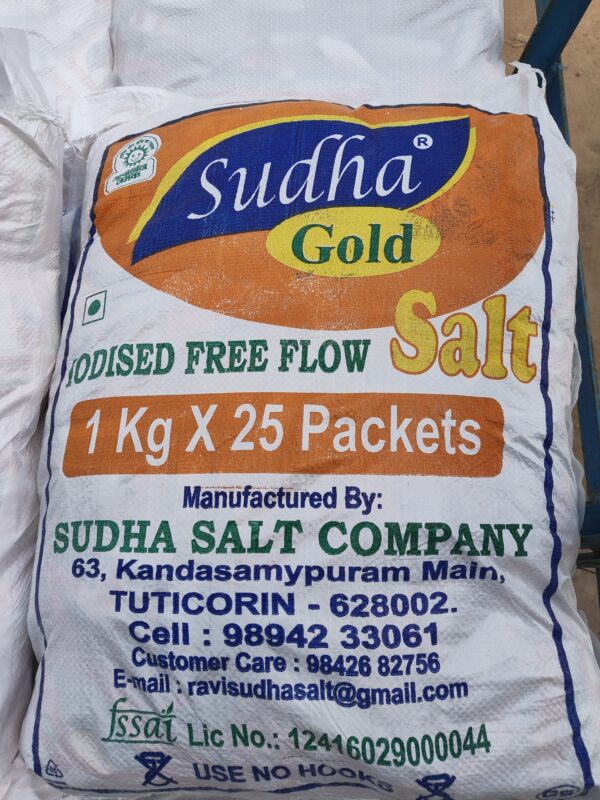 Sudha®
Gold
IODISED FREE FLOW Salt
1 Kg X 25 Packets
Manufactured By:
SUDHA SALT COMPANY
63, Kandasamypuram Main,
TUTICORIN - 628002.
Cell : 98942 33061
Customer Care : 98426 82756
E-mail : ravisudhasalt@gmail.com
fssai Lic No.: 12416029000044
USE NO HOOKS